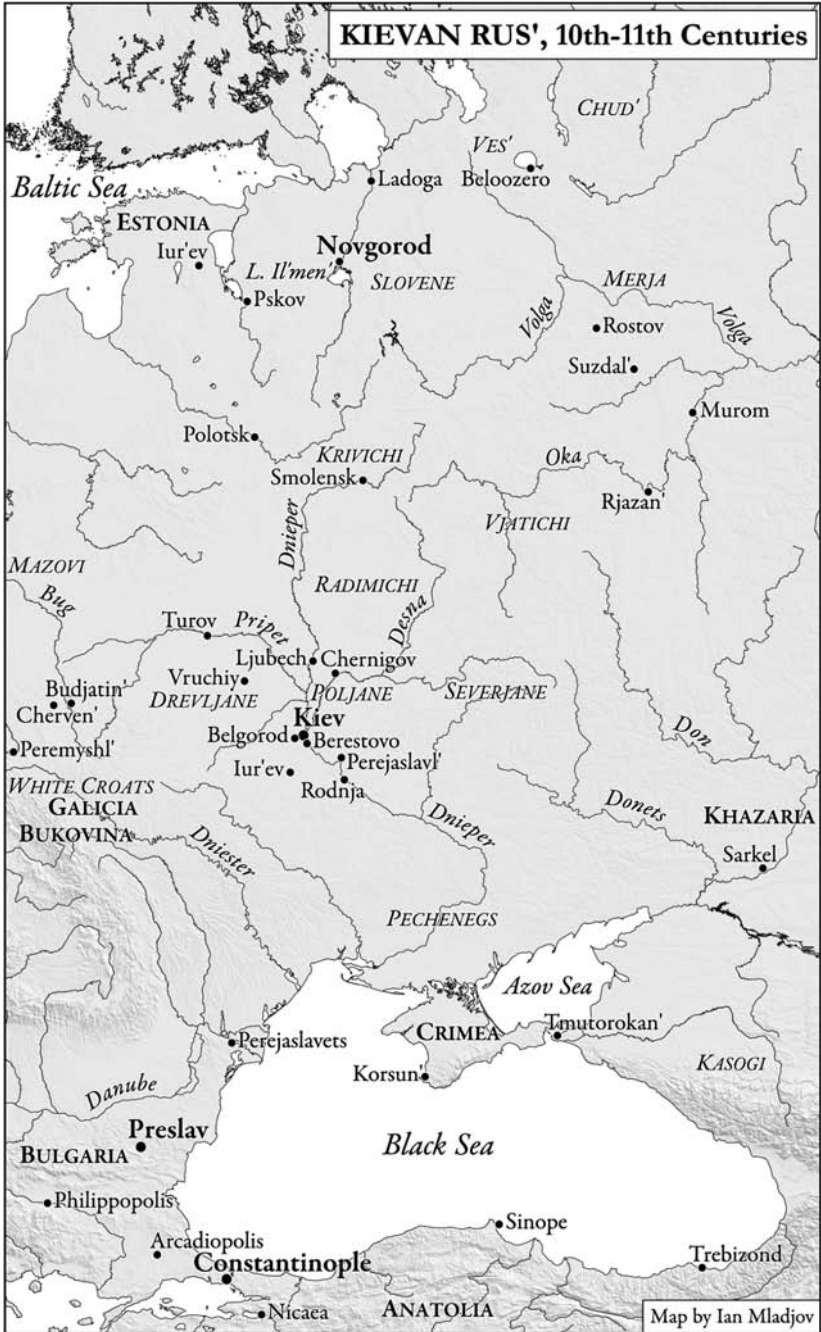 KIEVAN RUS', 10th-11th Centuries
CHUD'
VES'
Beloozero
Ladoga
Baltic Sea
ESTONIA
Iur'ev
Novgorod
L. Il'men'
SLOVENE
Pskov
MERJA
Volga
Volga
Rostov
Suzdal'
Murom
Polotsk
KRIVICHI
Smolensk
Oka
Rjazan'
VJATICHI
Dnieper
MAZOVI
RADIMICHI
Bug
Desna
Turov
Pripet
Ljubech
Chernigov
Vruchiy
DREVLJANE
POLJANE
SEVERJANE
Budjatin'
Cherven'
Kiev
Belgorod
Berestovo
Don
Peremyshl'
Perejaslavl'
Iur'ev
Rodnja
WHITE CROATS
GALICIA
BUKOVINA
Dnieper
Donets
KHAZARIA
Dniester
Sarkel
PECHENEGS
Azov Sea
CRIMEA
Tmutorokan'
Perejaslavets
KASOGI
Korsun'
Danube
Preslav
Black Sea
BULGARIA
Philippopolis
Sinope
Arcadiopolis
Constantinople
Trebizond
Nicaea
ANATOLIA
Map by Ian Mladjov